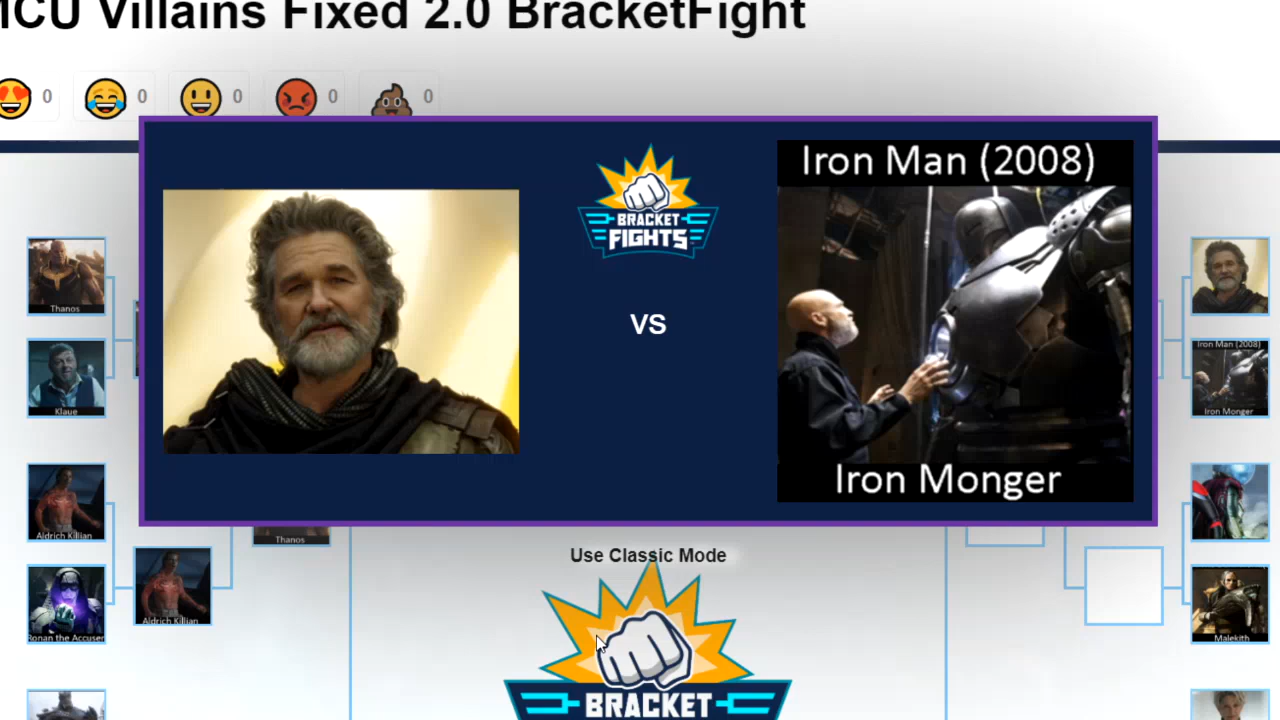 MCU Villains Fixed 2.0 BracketFight
0
0
0
0
0
Iron Man (2008)
BRACKET
FIGHTS
VS
Iron Monger
Thanos
Klaue
Aldrich Killian
Ronan the Accuser
Aldrich Killian
Thanos
Iron Man (2008)
Iron Monger
Malekith
Use Classic Mode
BRACKET